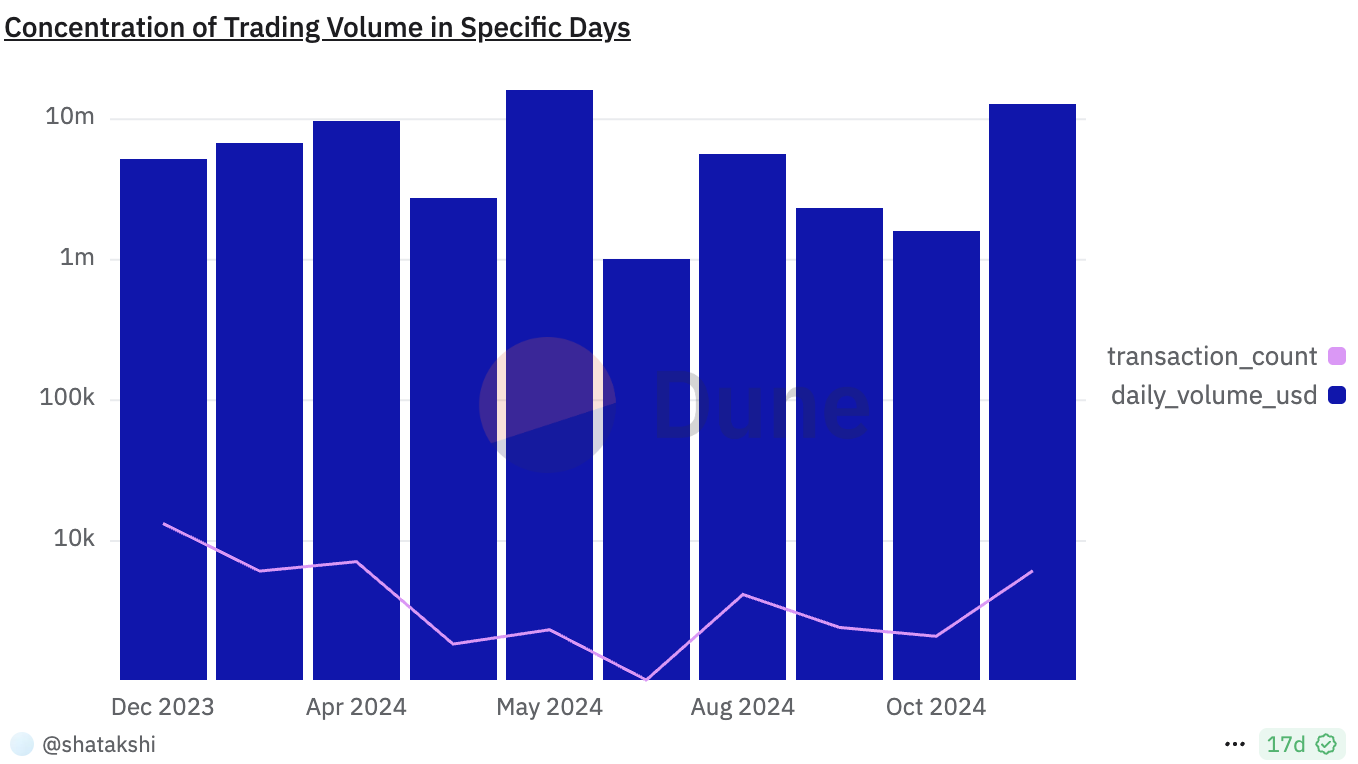 Concentration of Trading Volume in Specific Days
10m
1m
100k
10k
Dune
transaction_count
daily_volume_usd
Dec 2023 Apr 2024 May 2024 Aug 2024 Oct 2024
@shatakshi
17d